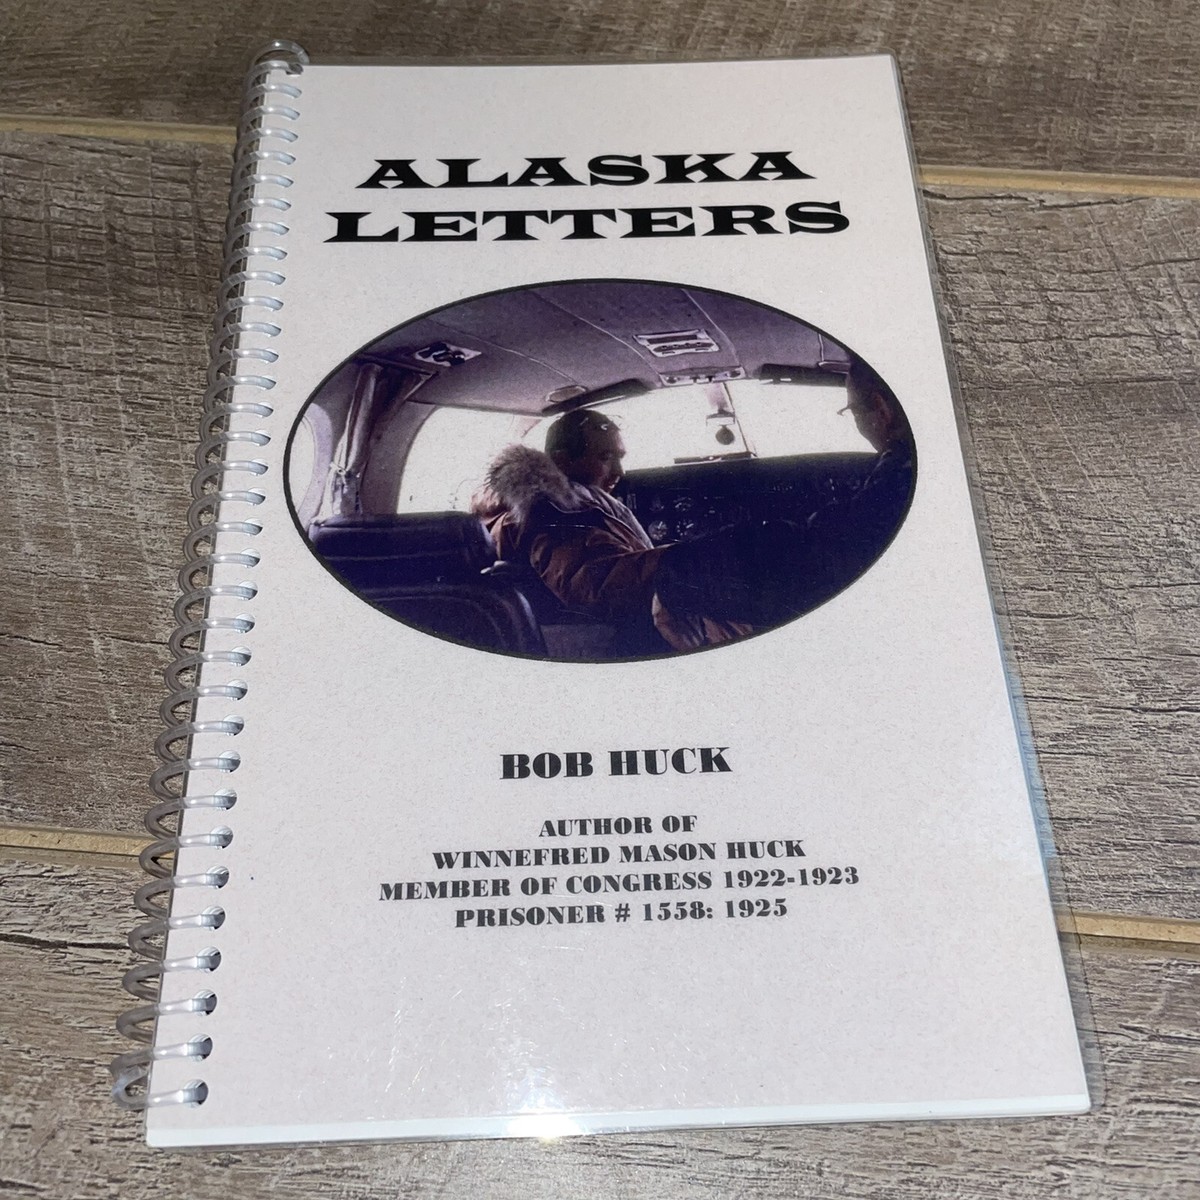 ALASKA
LETTERS
BOB HUCK
AUTHOR OF
WINNEFRED MASON HUCK
MEMBER OF CONGRESS 1922-1923
PRISONER # 1558: 1925